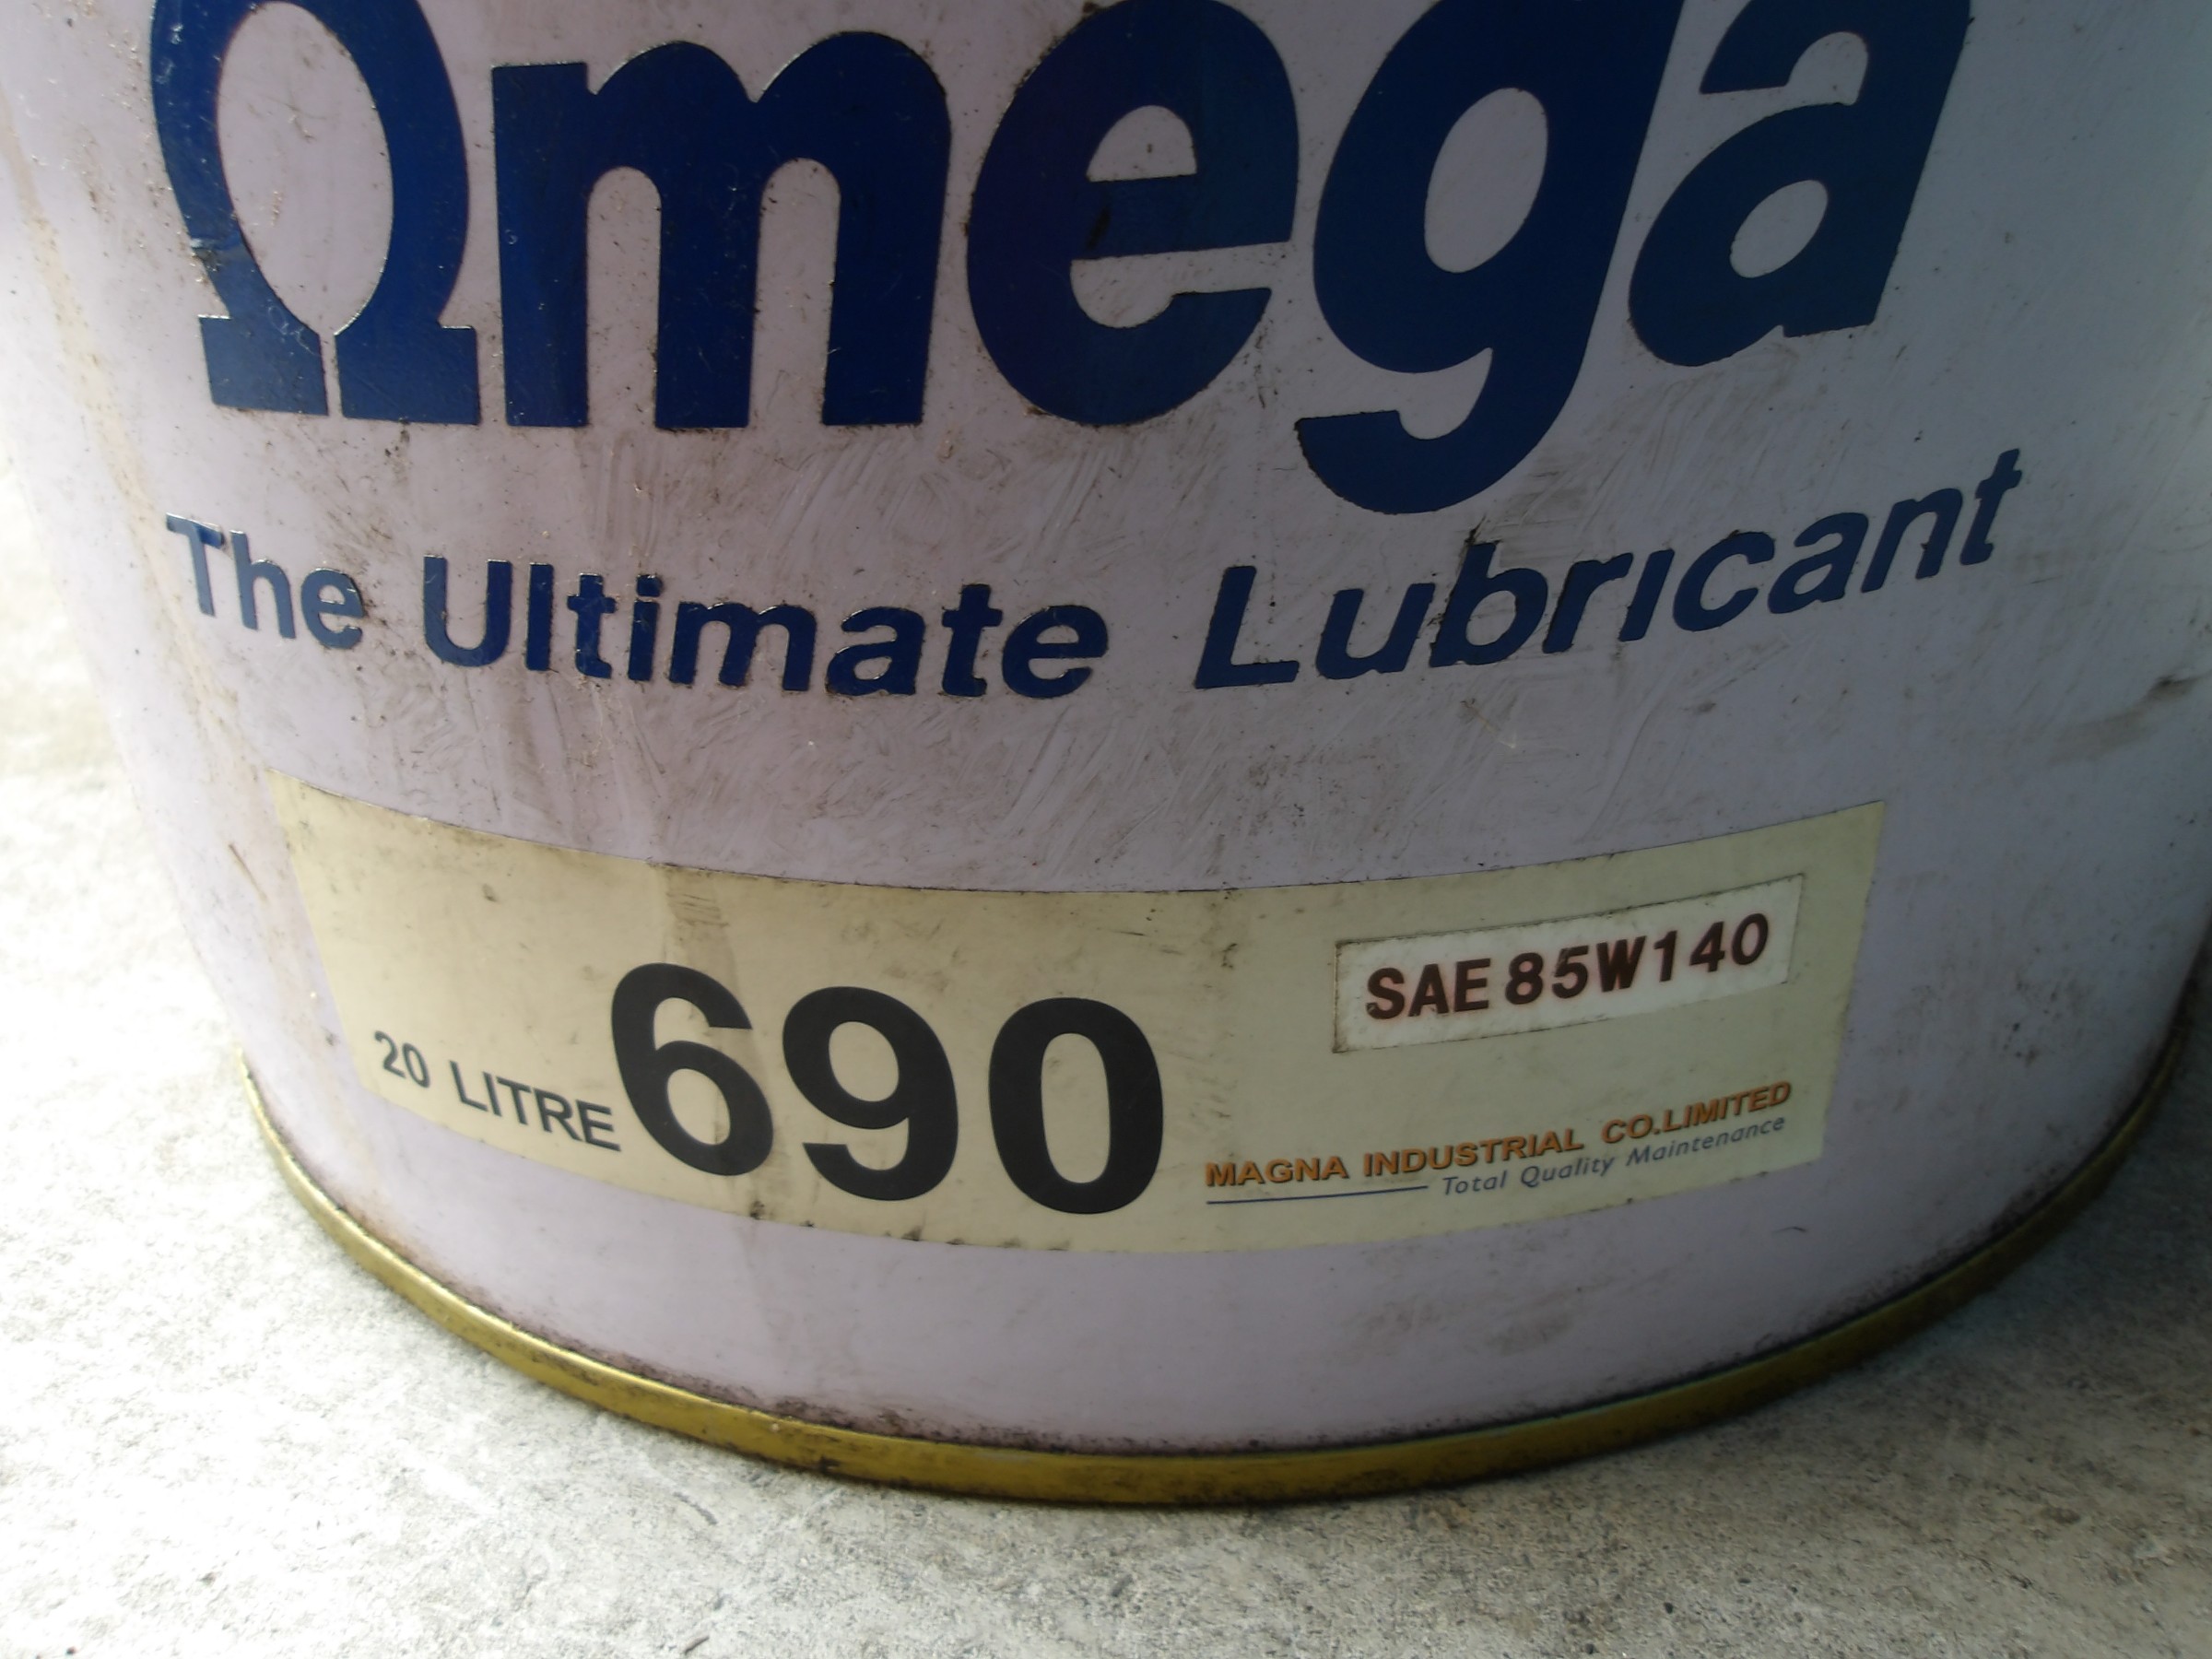 Ωmega
The Ultimate Lubricant
SAE 85W140
20 LITRE 690
MAGNA INDUSTRIAL CO.LIMITED
Total Quality Maintenance